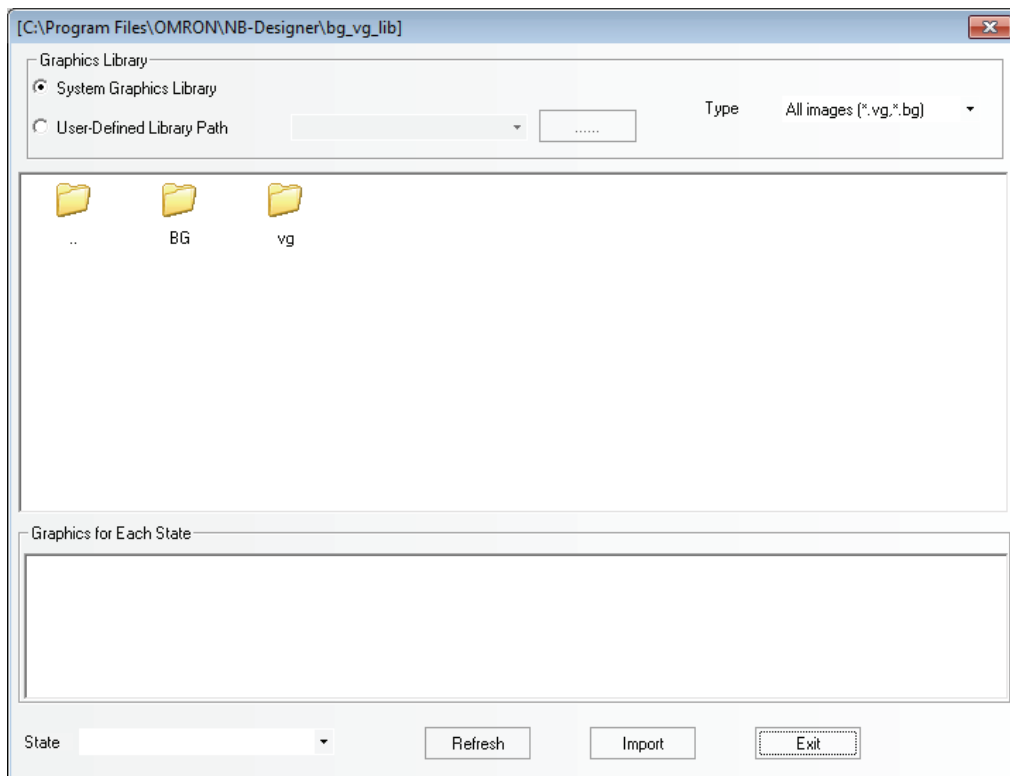 [C:\Program Files\OMRON\NB-Designer\bg_vg_lib]
Graphics Library
System Graphics Library
User-Defined Library Path
......
Type
All images (*.vg,*.bg)
..
BG
vg
Graphics for Each State
State
Refresh
Import
Exit